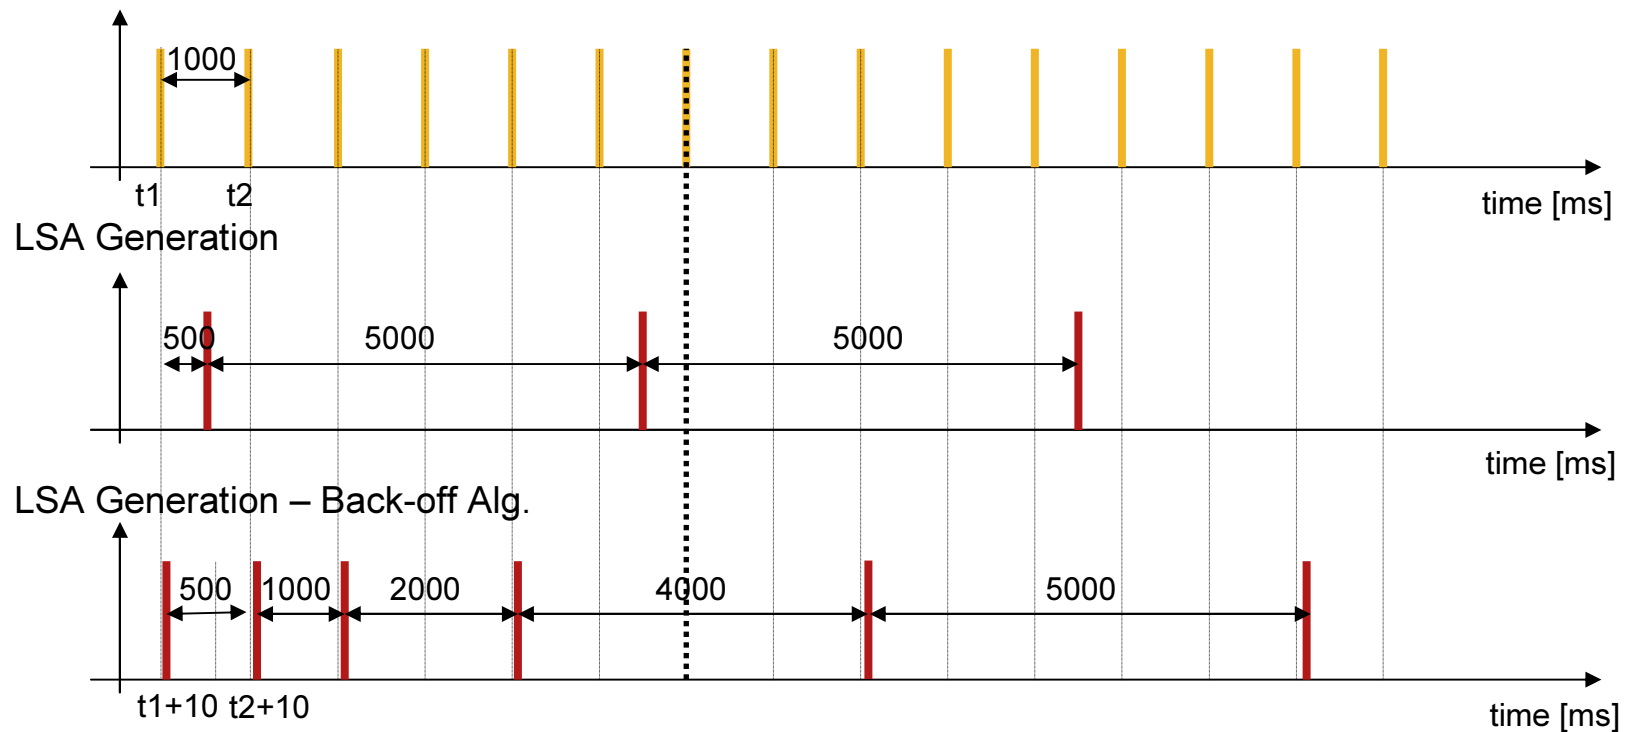 1000
t1 t2
time [ms]
LSA Generation
500 5000 5000
time [ms]
LSA Generation – Back-off Alg.
500 1000 2000 4000 5000
t1+10 t2+10
time [ms]